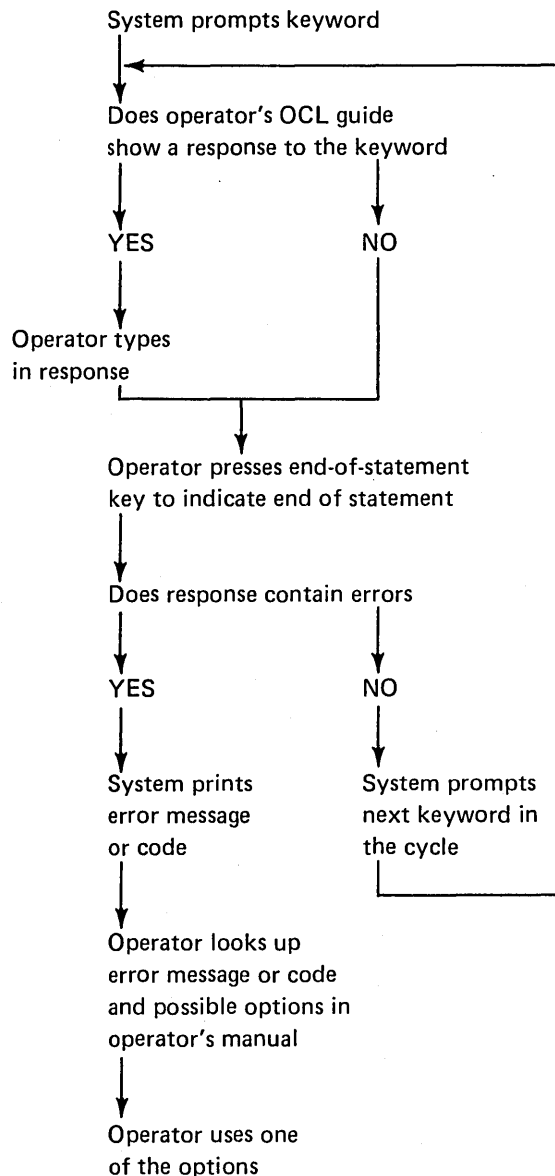 System prompts keyword
Does operator's OCL guide
show a response to the keyword
YES
NO
Operator types
in response
Operator presses end-of-statement
key to indicate end of statement
Does response contain errors
YES
NO
System prints
error message
or code
System prompts
next keyword in
the cycle
Operator looks up
error message or code
and possible options in
operator's manual
Operator uses one
of the options